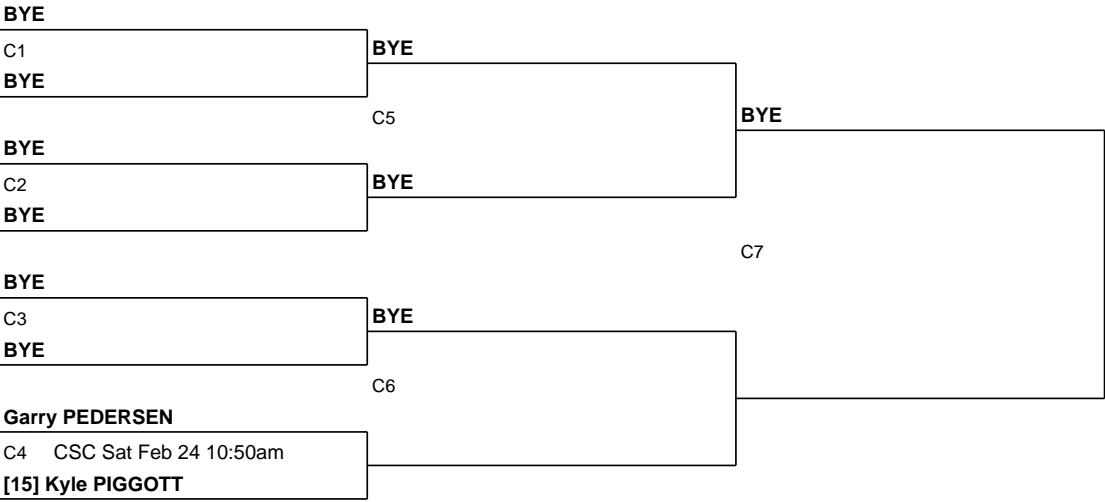 BYE
C1
BYE
BYE
C5
BYE
BYE
C2
BYE
BYE
C7
BYE
C3
BYE
BYE
C6
Garry PEDERSEN
C4 CSC Sat Feb 24 10:50am
[15] Kyle PIGGOTT